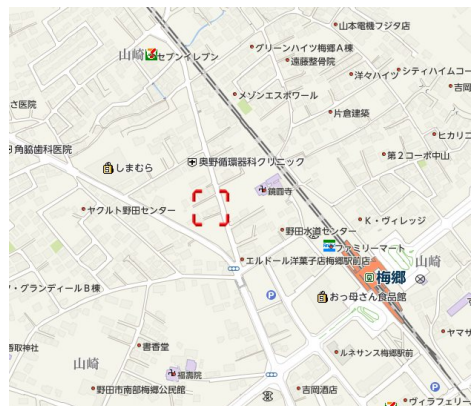 山本電機フジタ店
グリーンハイツ梅郷A棟
山崎
セブンイレブン
遠藤整骨院
洋々ハイツ
シティハイムコー
吉岡
メゾンエスポワール
さ医院
片倉建築
ヒカリコ
角脇歯科医院
奥野循環器科クリニック
第2コーポ中山
しまむら
鏡圓寺
ヤクルト野田センター
K・ヴィレッジ
野田水道センター
ファミリーマート
エルドール洋菓子店梅郷駅前店
山崎
梅郷
・グランディールB棟
おっ母さん食品館
ヤマサ
香取神社
書香堂
ルネサンス梅郷駅前
山崎
福壽院
野田市南部梅郷公民館
吉岡酒店
ヴィラフェリー